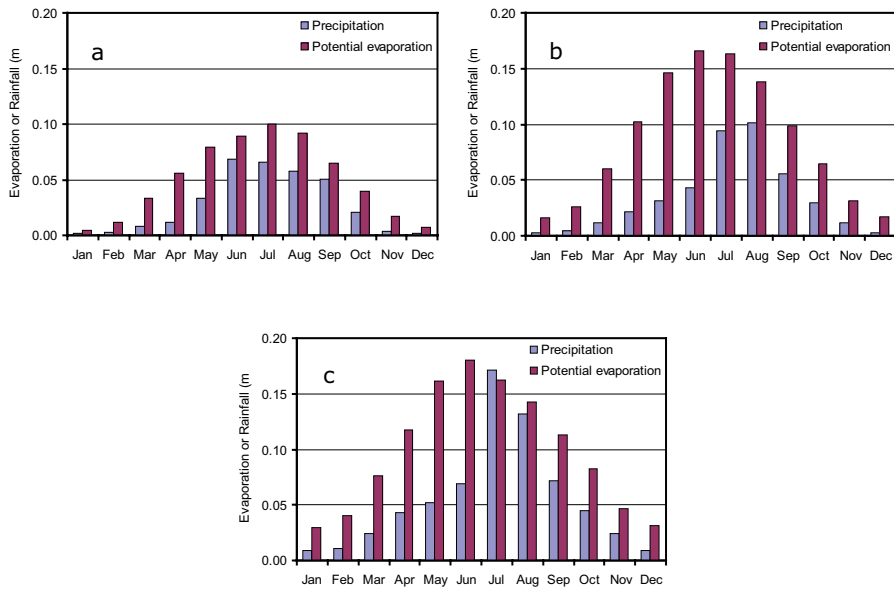 a
Precipitation
Potential evaporation
Evaporation or Rainfall (m
0.20
0.15
0.10
0.05
0.00
Jan Feb Mar Apr May Jun Jul Aug Sep Oct Nov Dec
b
Precipitation
Potential evaporation
Evaporation or Rainfall (m
0.20
0.15
0.10
0.05
0.00
Jan Feb Mar Apr May Jun Jul Aug Sep Oct Nov Dec
c
Precipitation
Potential evaporation
Evaporation or Rainfall (m
0.20
0.15
0.10
0.05
0.00
Jan Feb Mar Apr May Jun Jul Aug Sep Oct Nov Dec